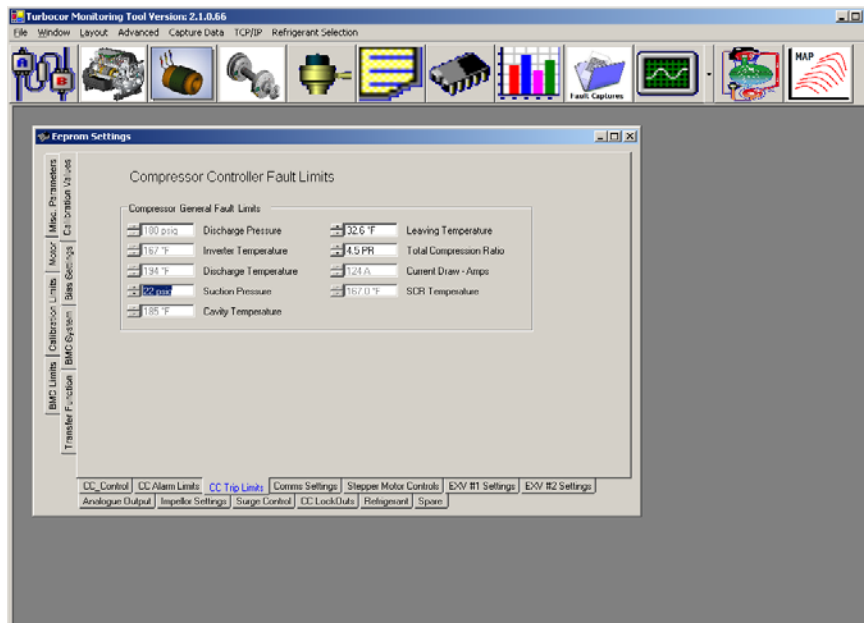 Turbocor Monitoring Tool Version: 2.1.0.66
File Window Layout Advanced Capture Data TCP/IP Refrigerant Selection
A
B
Fault Captures
MAP
Eeprom Settings
Misc. Parameters
Calibration Values
Motor
Bias Settings
Calibration Limits
BMC System
BMC Limits
Transfer Function
Compressor Controller Fault Limits
Compressor General Fault Limits
180 psig Discharge Pressure
167 °F Inverter Temperature
194 °F Discharge Temperature
22 psig Suction Pressure
185 °F Cavity Temperature
32.6 °F Leaving Temperature
4.5 PR Total Compression Ratio
124 A Current Draw - Amps
167.0 °F SCR Temperature
CC_Control CC Alarm Limits CC Trip Limits Comms Settings Stepper Motor Controls EXV #1 Settings EXV #2 Settings
Analogue Output Impellor Settings Surge Control CC LockOuts Refrigerant Spare